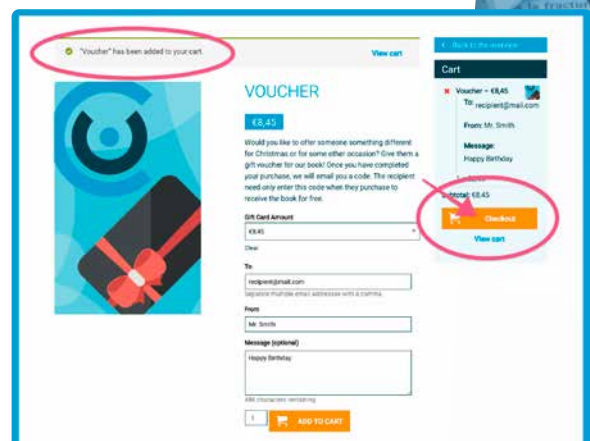 la fractur
"Voucher" has been added to your cart.
View cart
Back to the overview
Cart
Voucher – €8,45
To:
recipient@mail.com
From: Mr. Smith
Message:
Happy Birthday
Subtotal: €8.45
Checkout
View cart
VOUCHER
€8,45
Would you like to offer someone something different
for Christmas or for some other occasion? Give them a
gift voucher for our book! Once you have completed
your purchase, we will email you a code. The recipient
need only enter this code when they purchase to
receive the book for free.
Gift Card Amount
€8.45
Clear
To
recipient@mail.com
Separate multiple email addresses with a comma.
From
Mr. Smith
Message (optional)
Happy Birthday
486 characters remaining
1
ADD TO CART